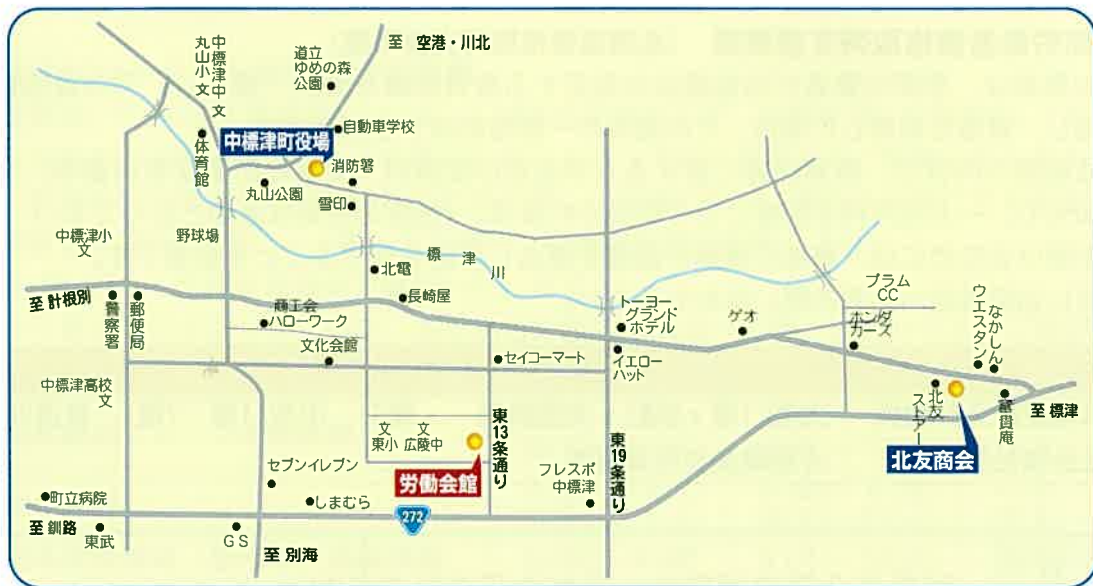 至 空港・川北
中標津中 文
丸山小 文
道立
ゆめの森
公園
自動車学校
中標津町役場
体育館
消防署
丸山公園
雪印
中標津小
文
野球場
北電
標津川
長崎屋
至 計根別
警察署
郵便局
商工会
ハローワーク
文化会館
トーヨー
グランド
ホテル
ゲオ
プラム
CC
ホンダ
カーズ
ウエスタン
なかしん
セイコーマート
イエロー
ハット
中標津高校
文
北友
ストアー
富貴庵
至 標津
北友商会
文
東小
文
広陵中
東13条通り
東19条通り
労働会館
セブンイレブン
しまむら
フレスポ
中標津
町立病院
272
至 釧路
東武
GS
至 別海